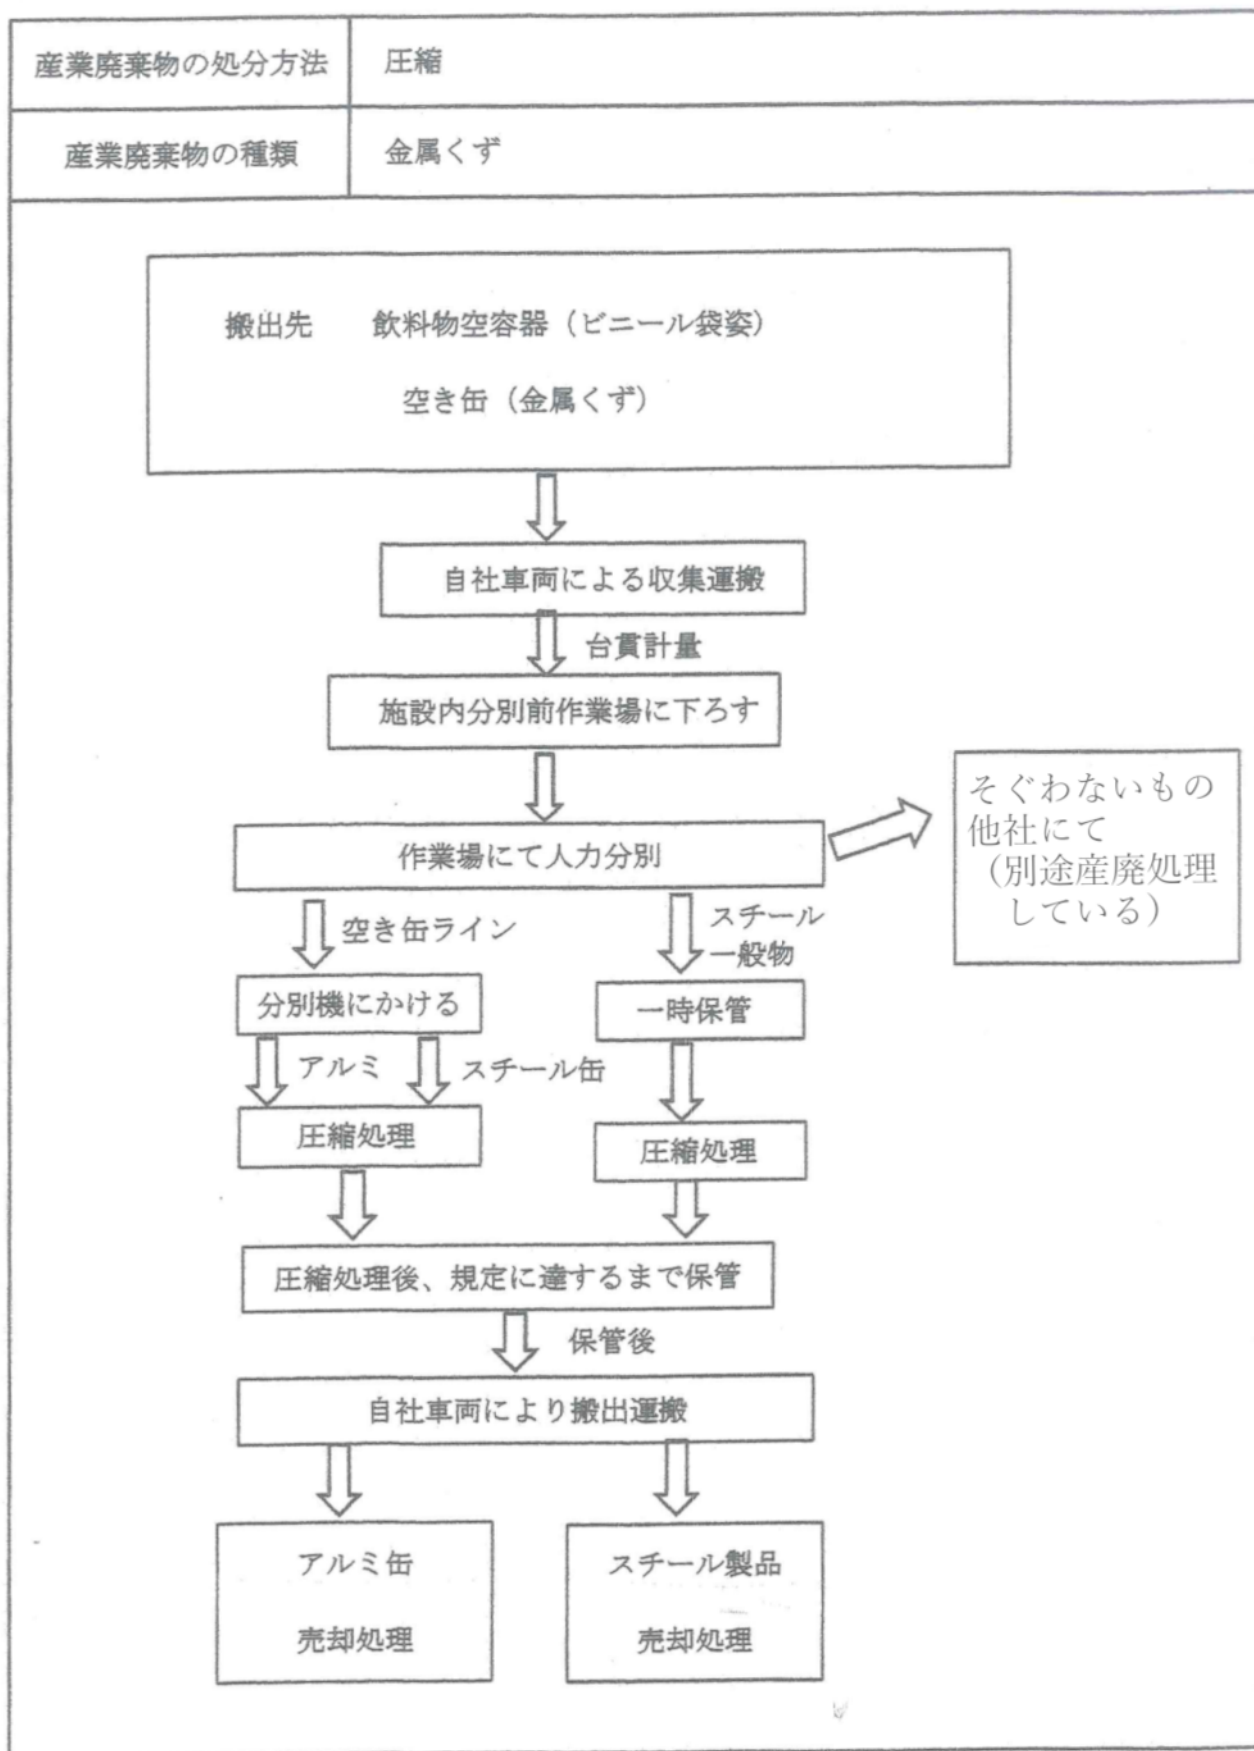 産業廃棄物の処分方法
圧縮
産業廃棄物の種類
金属くず
搬出先 飲料物空容器（ビニール袋姿）
空き缶（金属くず）
自社車両による収集運搬
台貫計量
施設内分別前作業場に下ろす
作業場にて人力分別
そぐわないもの
他社にて
（別途産廃処理
している）
空き缶ライン
スチール
一般物
分別機にかける
一時保管
アルミ
スチール缶
圧縮処理
圧縮処理
圧縮処理後、規定に達するまで保管
保管後
自社車両により搬出運搬
アルミ缶
売却処理
スチール製品
売却処理